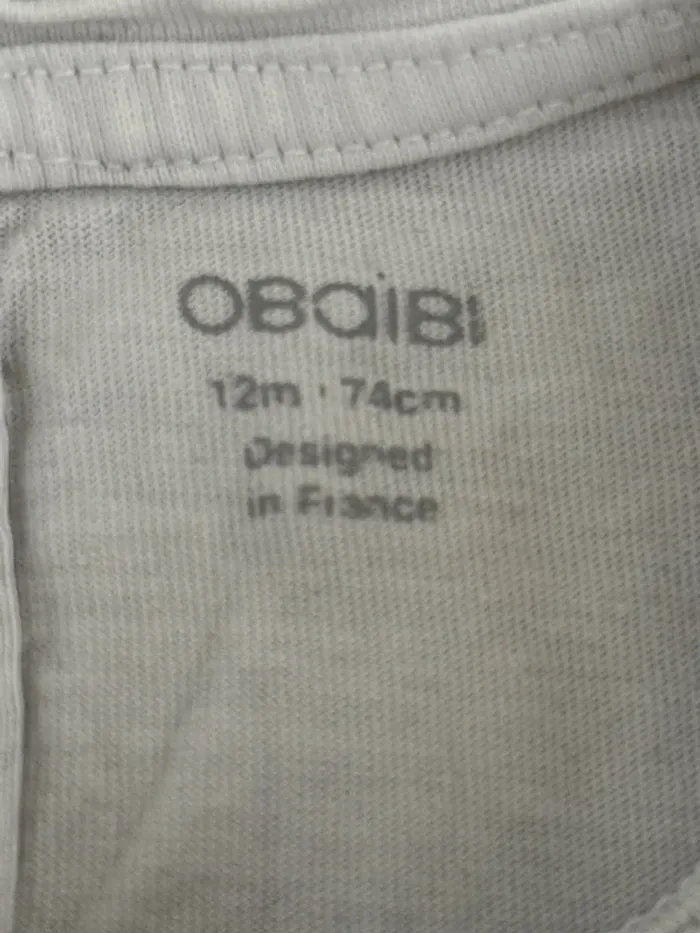 OBaiBI
12m · 74cm
Designed
in France